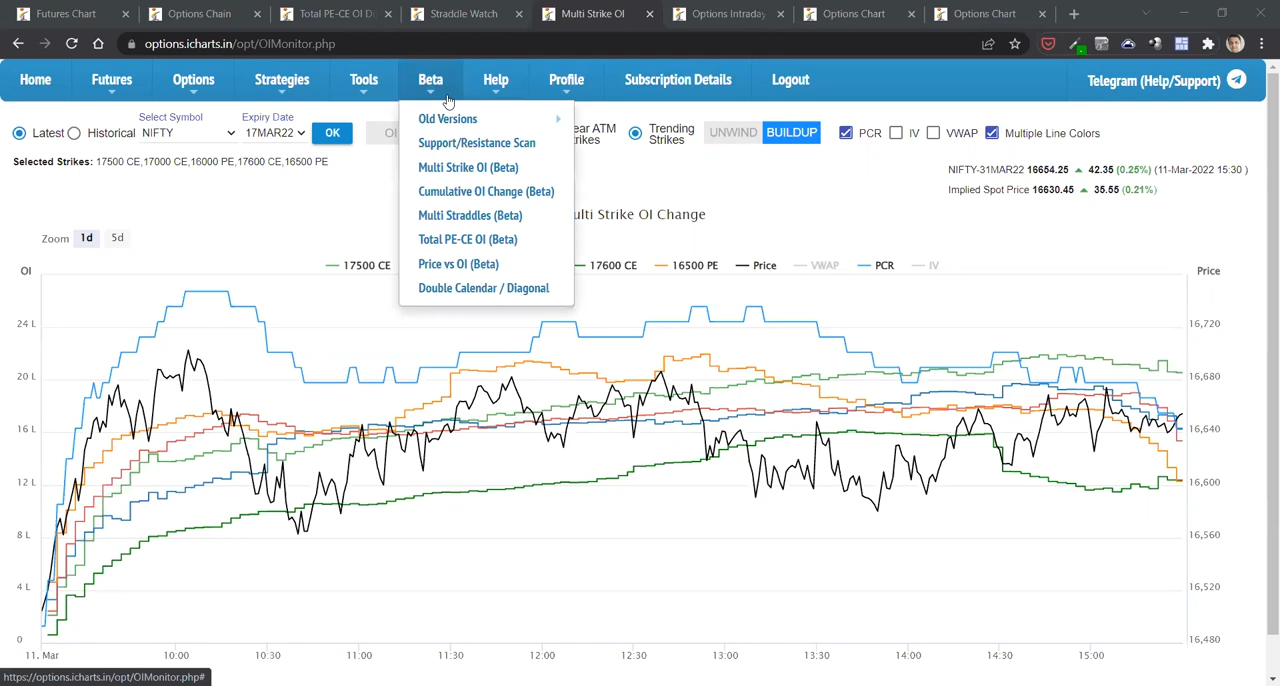 Futures Chart
Options Chain
Total PE-CE OI D
Straddle Watch
Multi Strike OI
Options Intraday
Options Chart
Options Chart
options.icharts.in/opt/OIMonitor.php
Home Futures Options Strategies Tools Beta Help Profile Subscription Details Logout Telegram (Help/Support)
Select Symbol Expiry Date
Latest Historical NIFTY 17MAR22 OK OI ear ATM trikes Trending Strikes UNWIND BUILDUP PCR IV VWAP Multiple Line Colors
Old Versions
Support/Resistance Scan
Multi Strike OI (Beta)
Cumulative OI Change (Beta)
Multi Straddles (Beta)
Total PE-CE OI (Beta)
Price vs OI (Beta)
Double Calendar / Diagonal
Selected Strikes: 17500 CE,17000 CE,16000 PE,17600 CE,16500 PE
NIFTY-31MAR22 16654.25 ▲ 42.35 (0.25%) (11-Mar-2022 15:30 )
Implied Spot Price 16630.45 ▲ 35.55 (0.21%)
ulti Strike OI Change
Zoom 1d 5d
17500 CE 17600 CE 16500 PE Price VWAP PCR IV
OI Price
24 L 16,720
20 L 16,680
16 L 16,640
12 L 16,600
8 L 16,560
4 L 16,520
0 16,480
11. Mar 10:00 10:30 11:00 11:30 12:00 12:30 13:00 13:30 14:00 14:30 15:00
https://options.icharts.in/opt/OIMonitor.php#